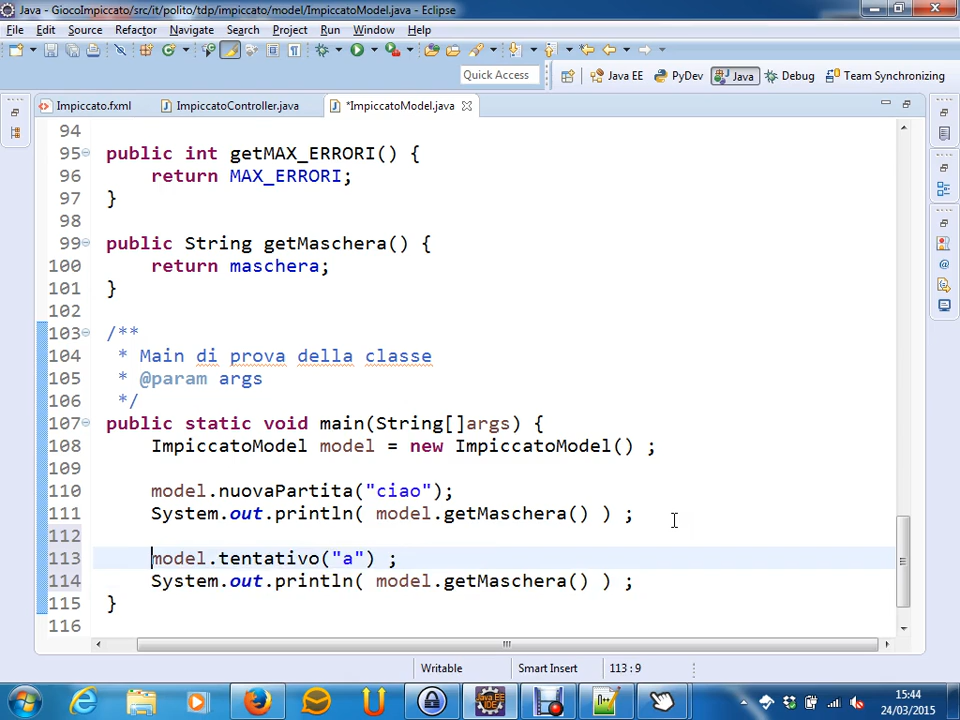 Java - GiocoImpiccato/src/it/polito/tdp/impiccato/model/ImpiccatoModel.java - Eclipse
File Edit Source Refactor Navigate Search Project Run Window Help
Quick Access Java EE PyDev Java Debug Team Synchronizing
Impiccato.fxml ImpiccatoController.java *ImpiccatoModel.java
94
95 public int getMAX_ERRORI() {
96 return MAX_ERRORI;
97 }
98
99 public String getMaschera() {
100 return maschera;
101 }
102
103 /**
104 * Main di prova della classe
105 * @param args
106 */
107 public static void main(String[]args) {
108 ImpiccatoModel model = new ImpiccatoModel() ;
109
110 model.nuovaPartita("ciao");
111 System.out.println( model.getMaschera() ) ;
112
113 model.tentativo("a") ;
114 System.out.println( model.getMaschera() ) ;
115 }
116
Writable Smart Insert 113 : 9
15:44
24/03/2015